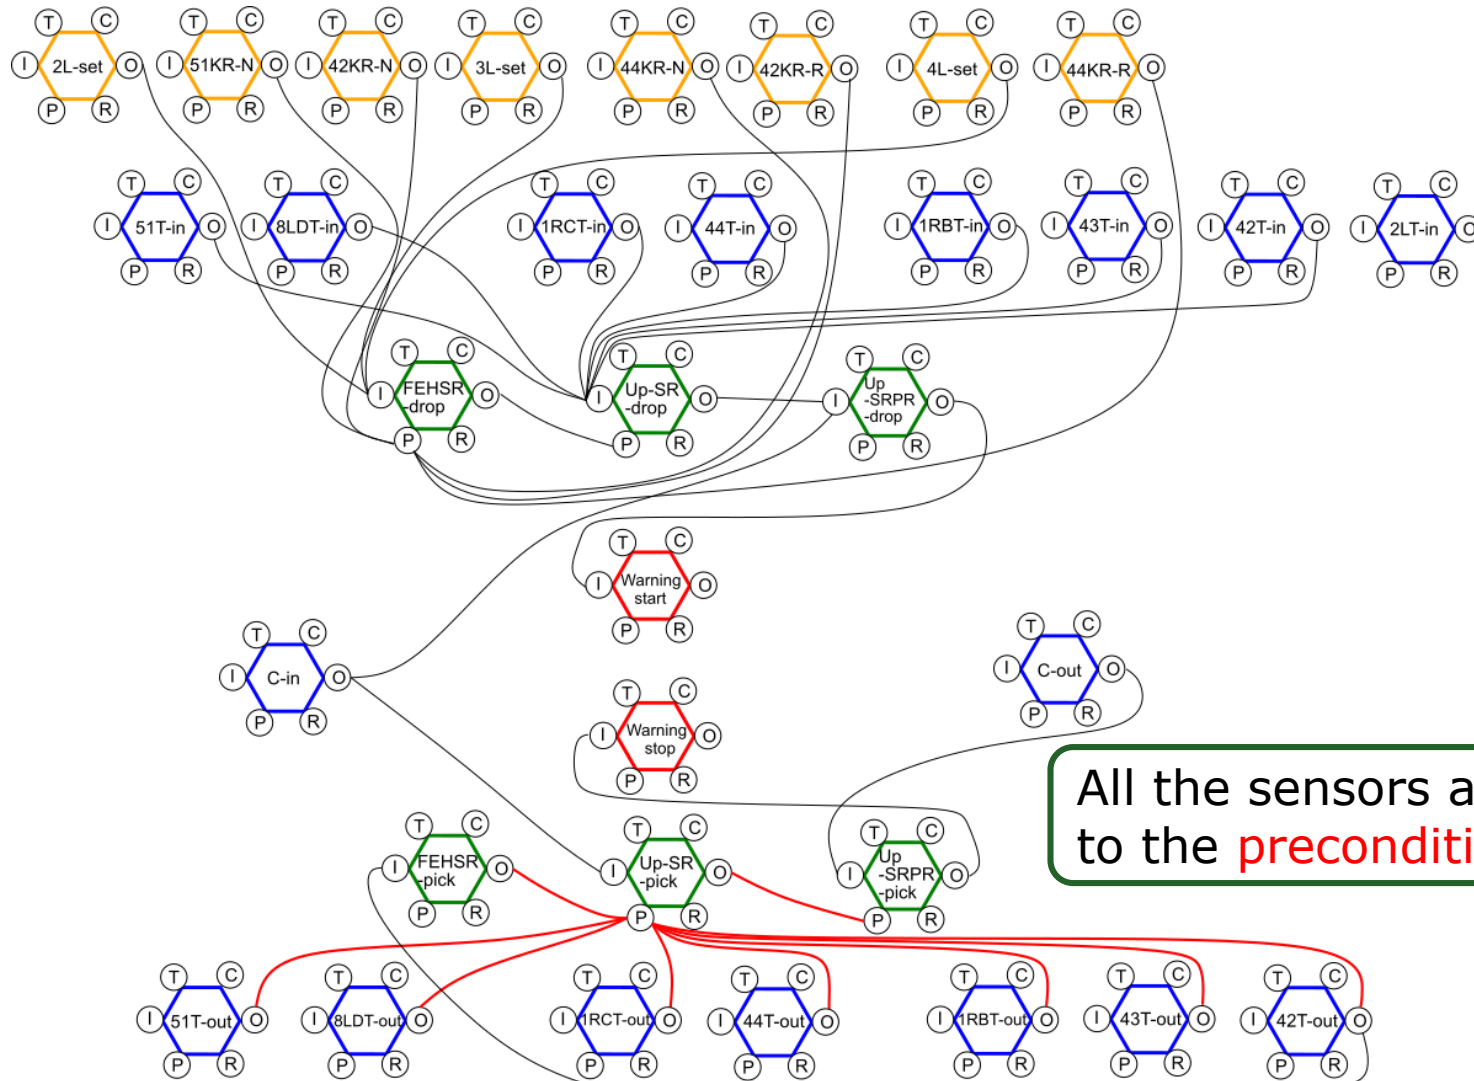 T C T C T C T C T C T C T C T C
I 2L-set O I 51KR-N O I 42KR-N O I 3L-set O I 44KR-N O I 42KR-R O I 4L-set O I 44KR-R O
P R P R P R P R P R P R P R P R
T C T C T C T C T C T C T C T C
I 51T-in O I 8LDT-in O I 1RCT-in O I 44T-in O I 1RBT-in O I 43T-in O I 42T-in O I 2LT-in O
P R P R P R P R P R P R P R P R
T C T C T C
I FEHSR
-drop O I Up-SR
-drop O I Up
-SRPR
-drop O
P R P R P R
T C
I Warning
start O
P R
T C T C
I C-in O I C-out O
P R P R
T C
I Warning
stop O
P R
All the sensors a
to the preconditi
T C T C T C
I FEHSR
-pick O I Up-SR
-pick O I Up
-SRPR
-pick O
P R P R P R
T C T C T C T C T C T C T C
I 51T-out O I 8LDT-out O I 1RCT-out O I 44T-out O I 1RBT-out O I 43T-out O I 42T-out O
P R P R P R P R P R P R P R